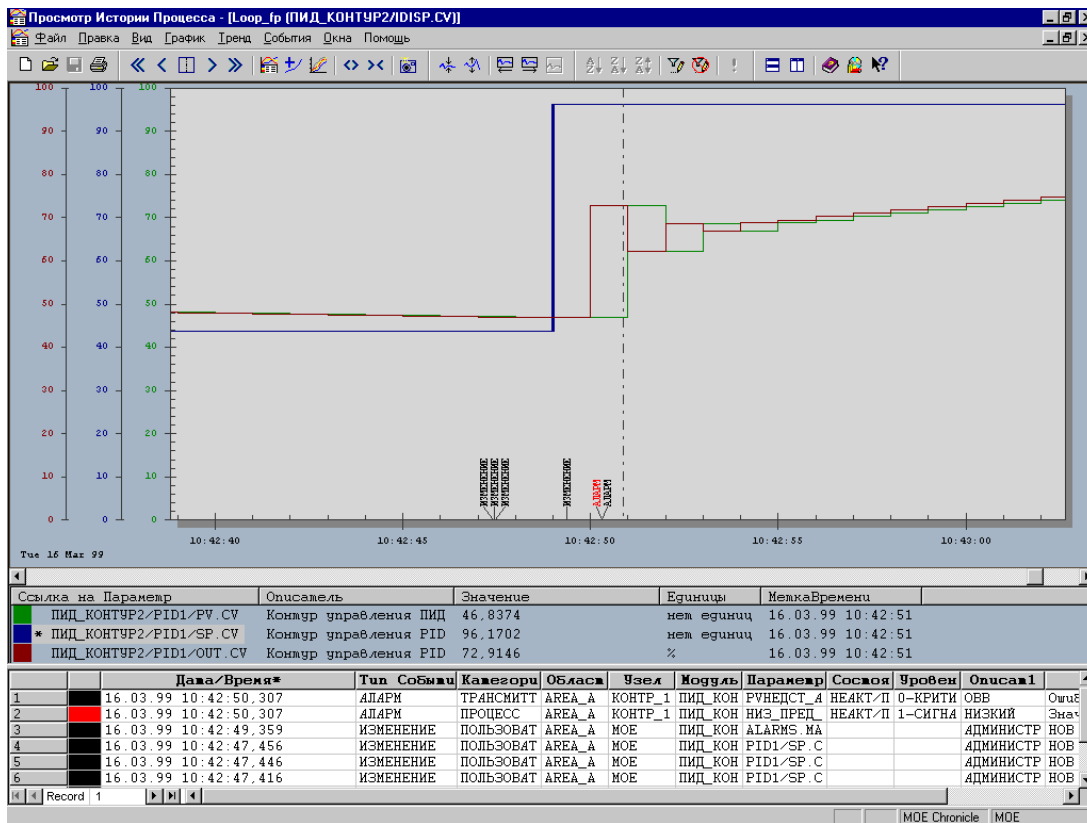 Просмотр Истории Процесса - [Loop_fp (ПИД_КОНТУР2/IDISP.CV)]
Файл Правка Вид График Тренд События Окна Помощь
100 100 100
90 90 90
80 80 80
70 70 70
60 60 60
50 50 50
40 40 40
30 30 30
20 20 20
10 10 10
0 0 0
ИЗМЕНЕНИЕ ИЗМЕНЕНИЕ ИЗМЕНЕНИЕ ИЗМЕНЕНИЕ АЛАРМ АЛАРМ
10:42:40 10:42:45 10:42:50 10:42:55 10:43:00
Tue 16 Mar 99
Ссылка на Параметр Описатель Значение Единицы МеткаВремени
ПИД_КОНТУР2/PID1/PV.CV Контур управления ПИД 46,8374 нет единиц 16.03.99 10:42:51
* ПИД_КОНТУР2/PID1/SP.CV Контур управления PID 96,1702 нет единиц 16.03.99 10:42:51
ПИД_КОНТУР2/PID1/OUT.CV Контур управления PID 72,9146 % 16.03.99 10:42:51
Дата/Время* Тип Событи Категори Област Узел Модуль Параметр Состоя Уровен Описат1
1 16.03.99 10:42:50,307 АЛАРМ ТРАНСМИТТ AREA_A КОНТР_1 ПИД_КОН РVНЕДСТ_А НЕАКТ/П 0-КРИТИ ОВВ
2 16.03.99 10:42:50,307 АЛАРМ ПРОЦЕСС AREA_A КОНТР_1 ПИД_КОН НИЗ_ПРЕД_ НЕАКТ/П 1-СИГНА НИЗКИЙ
3 16.03.99 10:42:49,359 ИЗМЕНЕНИЕ ПОЛЬЗОВАТ AREA_A MOE ПИД_КОН ALARMS.MA АДМИНИСТР НОВ
4 16.03.99 10:42:47,456 ИЗМЕНЕНИЕ ПОЛЬЗОВАТ AREA_A MOE ПИД_КОН PID1/SP.C АДМИНИСТР НОВ
5 16.03.99 10:42:47,446 ИЗМЕНЕНИЕ ПОЛЬЗОВАТ AREA_A MOE ПИД_КОН PID1/SP.C АДМИНИСТР НОВ
6 16.03.99 10:42:47,416 ИЗМЕНЕНИЕ ПОЛЬЗОВАТ AREA_A MOE ПИД_КОН PID1/SP.C АДМИНИСТР НОВ
Record 1
MOE Chronicle MOE